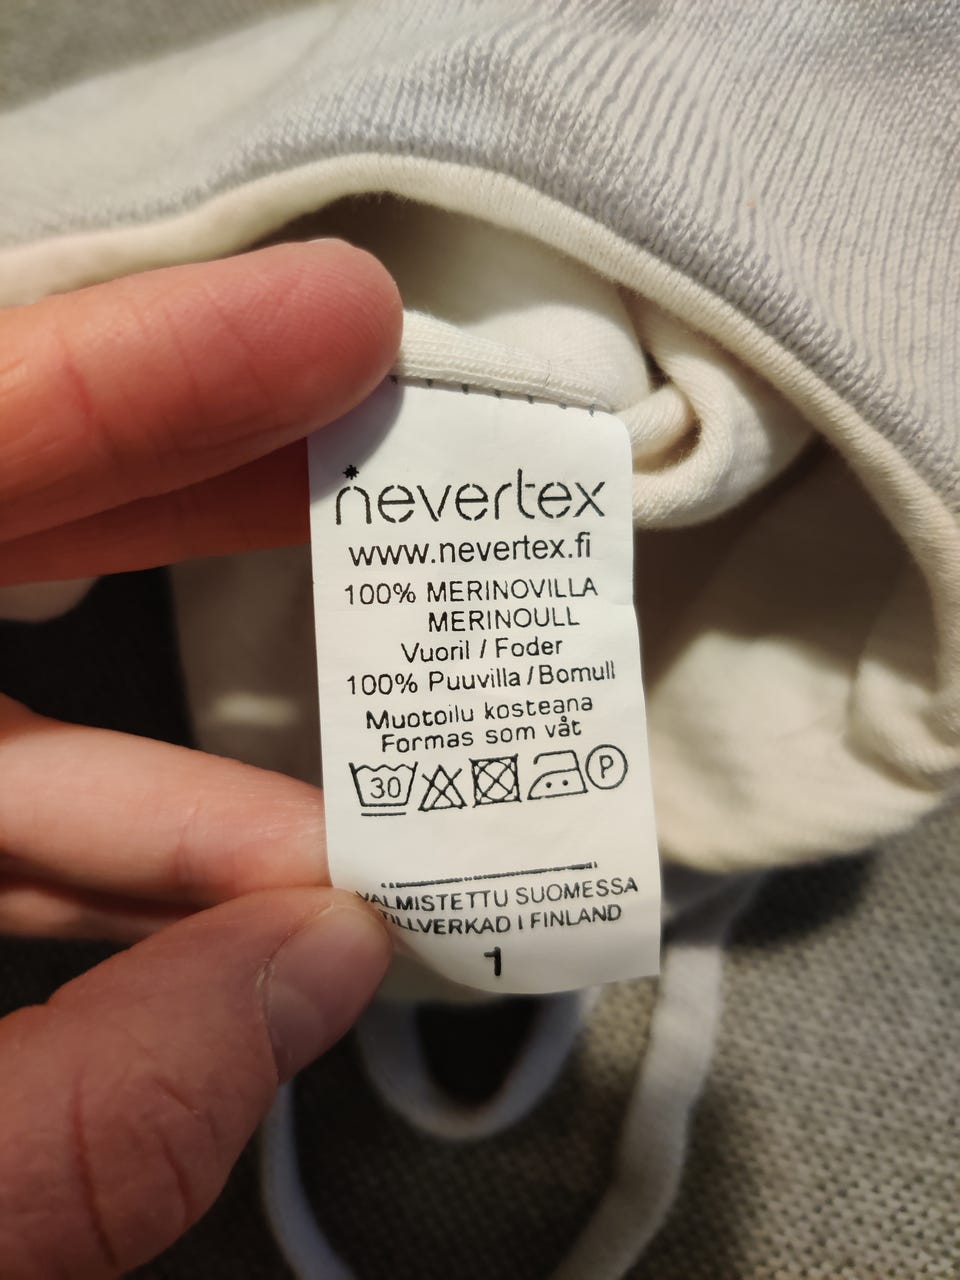 nevertex
www.nevertex.fi
100% MERINOVILLA
MERINOULL
Vuoril / Foder
100% Puuvilla / Bomull
Muotoilu kosteana
Formas som våt
30 P
VALMISTETTU SUOMESSA
TILLVERKAD I FINLAND
1